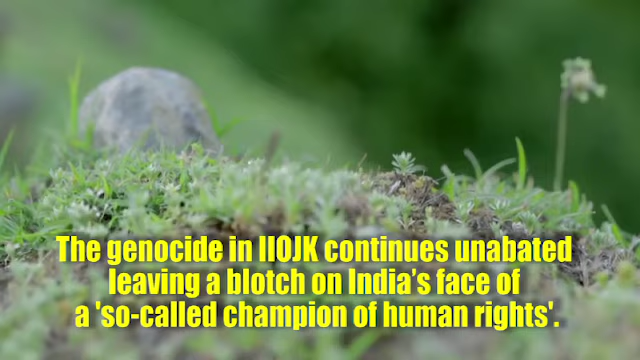 The genocide in IIOJK continues unabated
leaving a blotch on India’s face of
a 'so-called champion of human rights'.